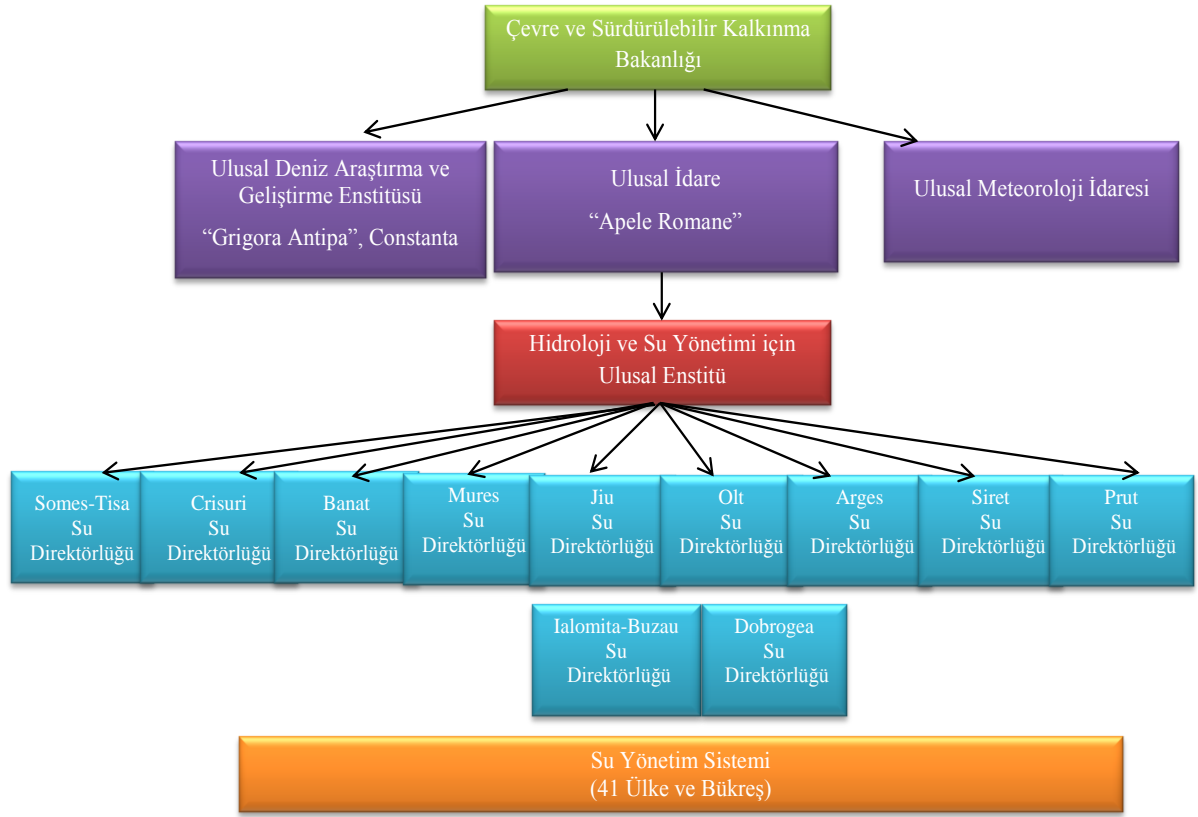 Çevre ve Sürdürülebilir Kalkınma
Bakanlığı
Ulusal Deniz Araştırma ve
Geliştirme Enstitüsü
“Grigora Antipa”, Constanta
Ulusal İdare
“Apele Romane”
Ulusal Meteoroloji İdaresi
Hidroloji ve Su Yönetimi için
Ulusal Enstitü
Somes-Tisa
Su
Direktörlüğü
Crisuri
Su
Direktörlüğü
Banat
Su
Direktörlüğü
Mures
Su
Direktörlüğü
Jiu
Su
Direktörlüğü
Olt
Su
Direktörlüğü
Arges
Su
Direktörlüğü
Siret
Su
Direktörlüğü
Prut
Su
Direktörlüğü
Ialomita-Buzau
Su
Direktörlüğü
Dobrogea
Su
Direktörlüğü
Su Yönetim Sistemi
(41 Ülke ve Bükreş)